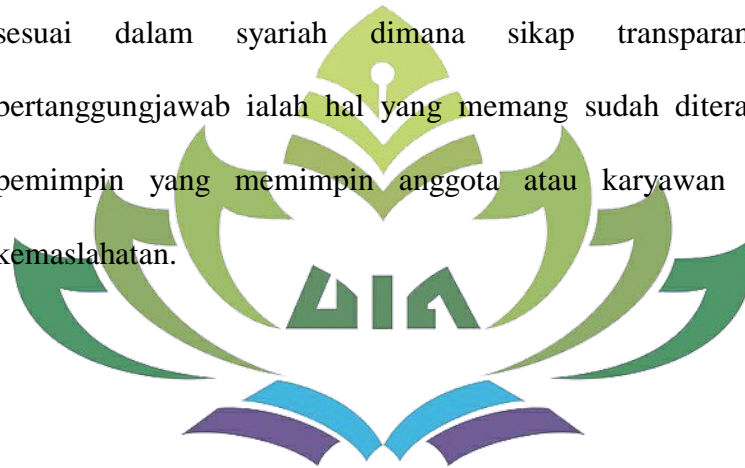 sesuai dalam syariah dimana sikap transparan
bertanggungjawab ialah hal yang memang sudah ditera
pemimpin yang memimpin anggota atau karyawan
kemaslahatan.
UIN